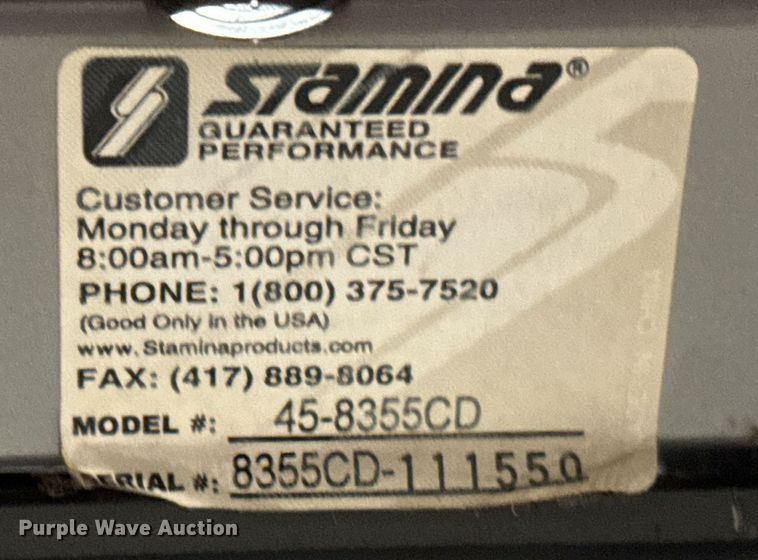 STAMINA®
GUARANTEED
PERFORMANCE
Customer Service:
Monday through Friday
8:00am-5:00pm CST
PHONE: 1(800) 375-7520
(Good Only in the USA)
www.Staminaproducts.com
FAX: (417) 889-8064
MODEL #: 45-8355CD
SERIAL #: 8355CD-111550
Purple Wave Auction